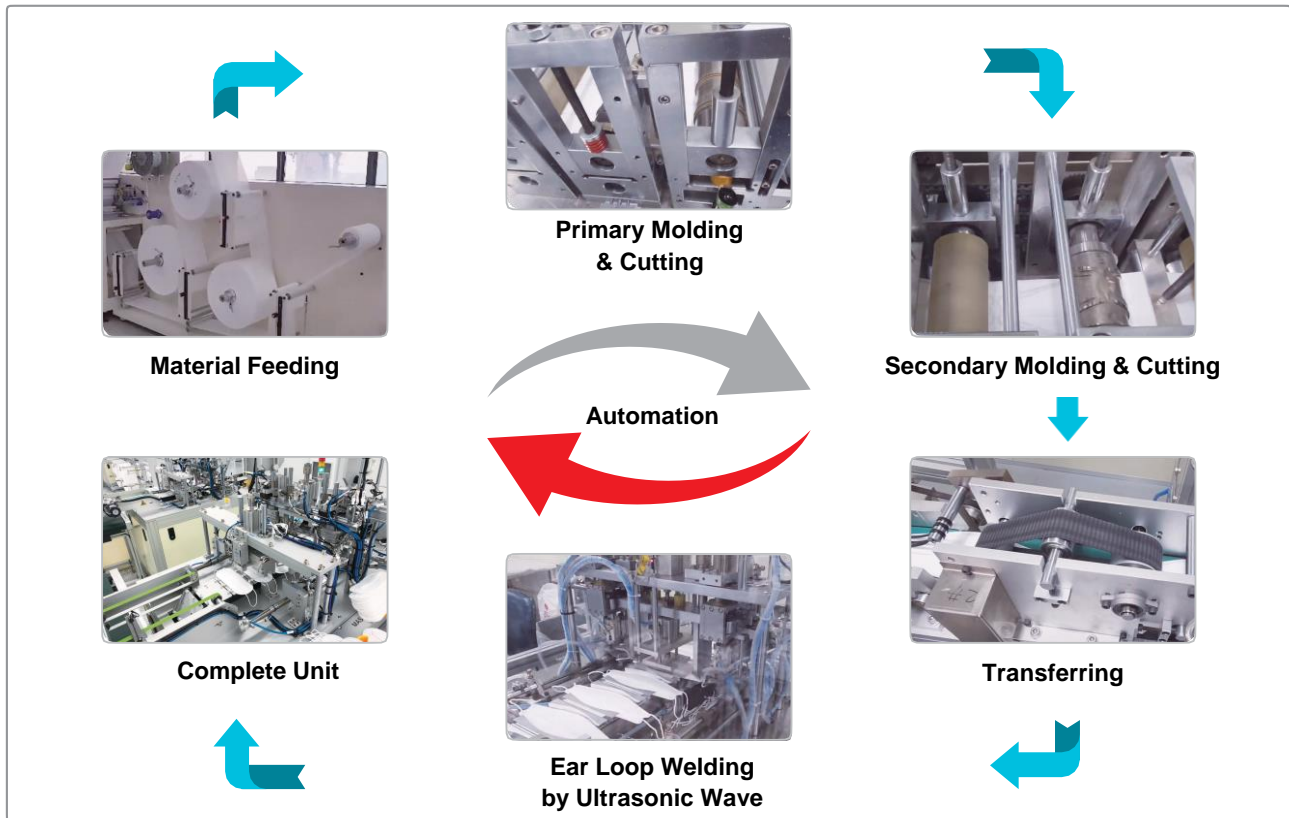 Primary Molding
& Cutting
Material Feeding
Secondary Molding & Cutting
Automation
Complete Unit
Transferring
Ear Loop Welding
by Ultrasonic Wave